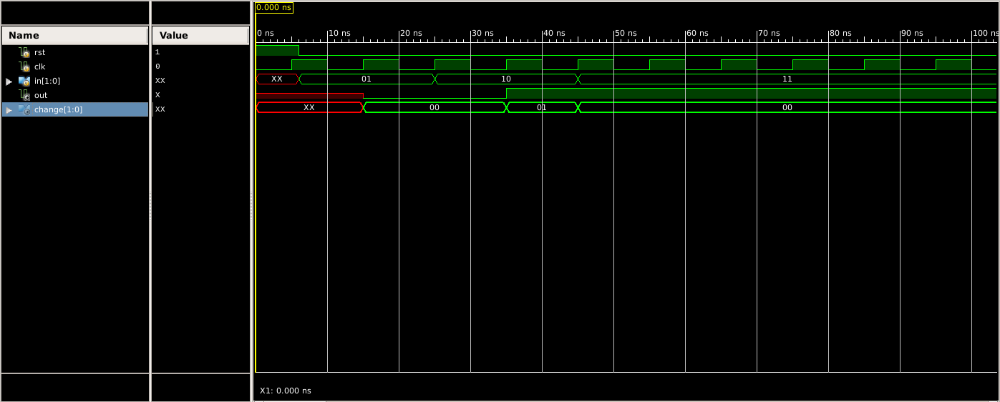 0.000 ns
Name Value
0 ns 10 ns 20 ns 30 ns 40 ns 50 ns 60 ns 70 ns 80 ns 90 ns 100 ns
rst 1
clk 0
in[1:0] XX XX 01 10 11
out X
change[1:0] XX XX 00 01 00
X1: 0.000 ns